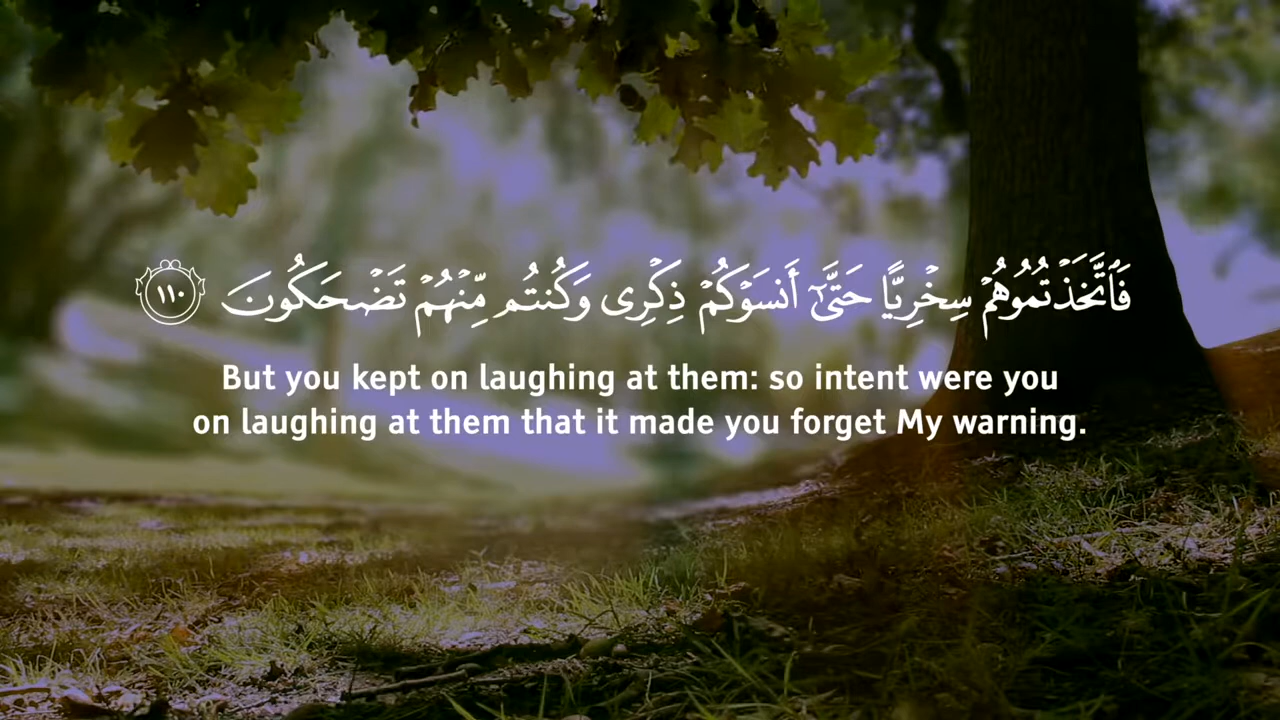 فَٱتَّخَذۡتُمُوهُمۡ سِخۡرِيًّا حَتَّىٰٓ أَنسَوۡكُمۡ ذِكۡرِى وَكُنتُم مِّنۡهُمۡ تَضۡحَكُونَ ١١٠
But you kept on laughing at them: so intent were you
on laughing at them that it made you forget My warning.